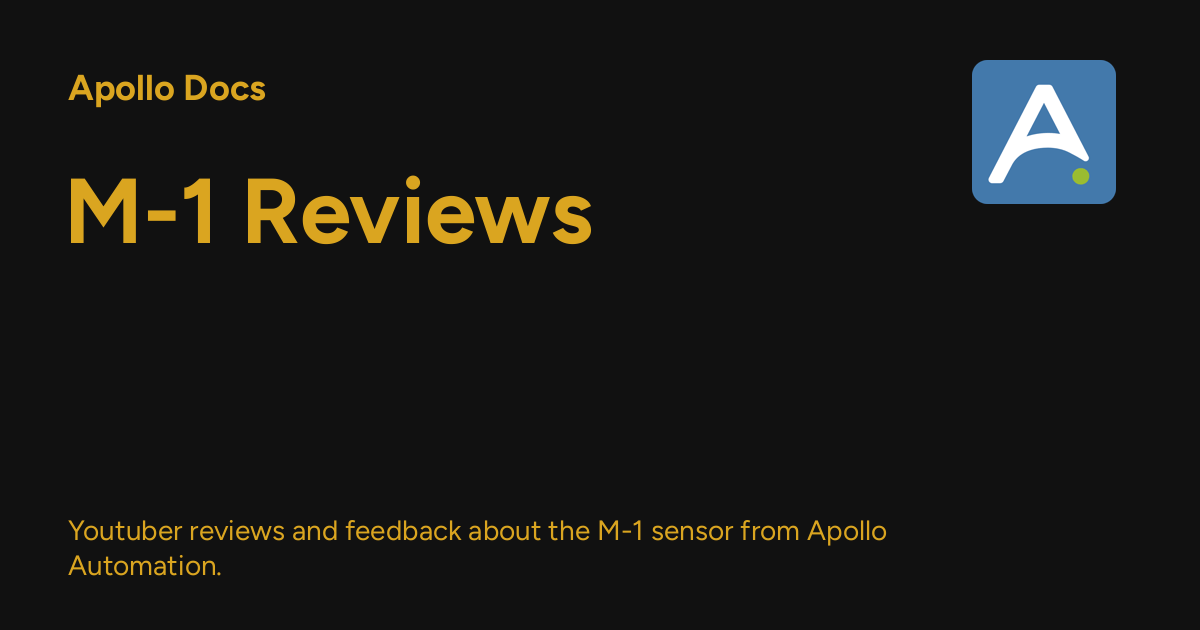 Apollo Docs
M-1 Reviews
Youtuber reviews and feedback about the M-1 sensor from Apollo
Automation.